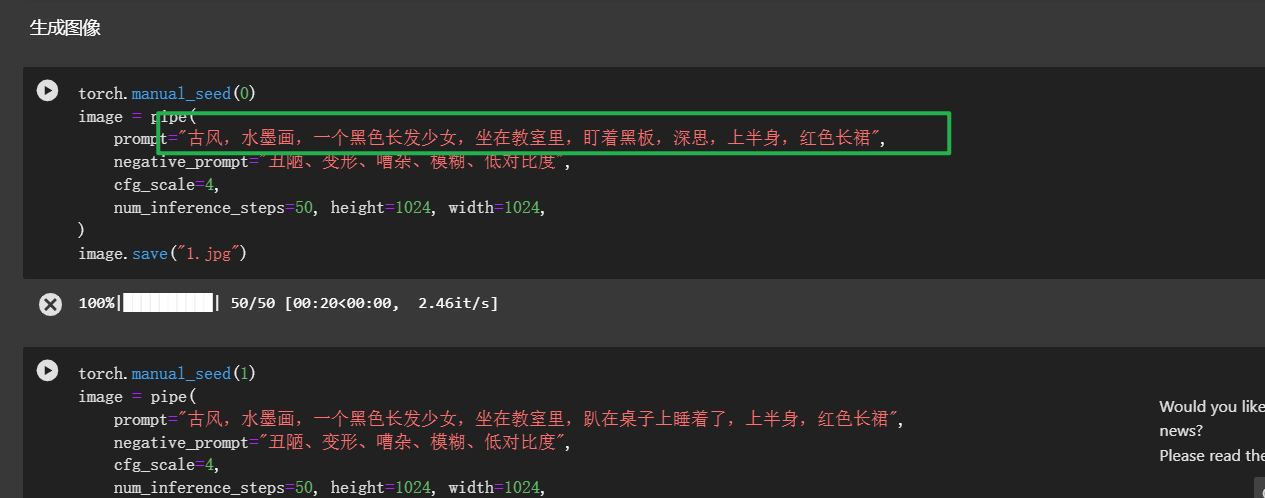 生成图像
torch.manual_seed(0)
image = pipe(
prompt="古风，水墨画，一个黑色长发少女，坐在教室里，盯着黑板，深思，上半身，红色长裙",
negative_prompt="丑陋、变形、嘈杂、模糊、低对比度",
cfg_scale=4,
num_inference_steps=50, height=1024, width=1024,
)
image.save("1.jpg")
100%|██████████| 50/50 [00:20<00:00,  2.46it/s]
torch.manual_seed(1)
image = pipe(
prompt="古风，水墨画，一个黑色长发少女，坐在教室里，趴在桌子上睡着了，上半身，红色长裙",
negative_prompt="丑陋、变形、嘈杂、模糊、低对比度",
cfg_scale=4,
num_inference_steps=50, height=1024, width=1024,
Would you like
news?
Please read the